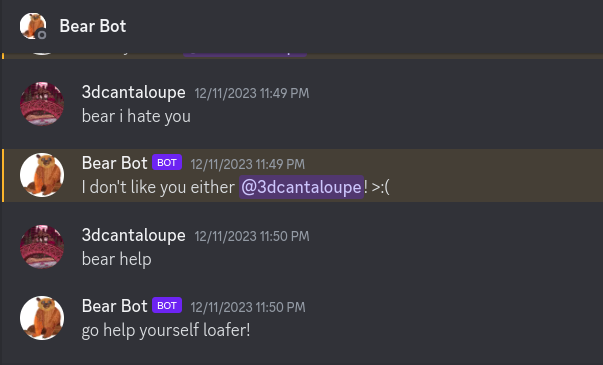 Bear Bot
3dcantaloupe 12/11/2023 11:49 PM
bear i hate you
Bear Bot BOT 12/11/2023 11:49 PM
I don't like you either @3dcantaloupe! >:(
3dcantaloupe 12/11/2023 11:50 PM
bear help
Bear Bot BOT 12/11/2023 11:50 PM
go help yourself loafer!